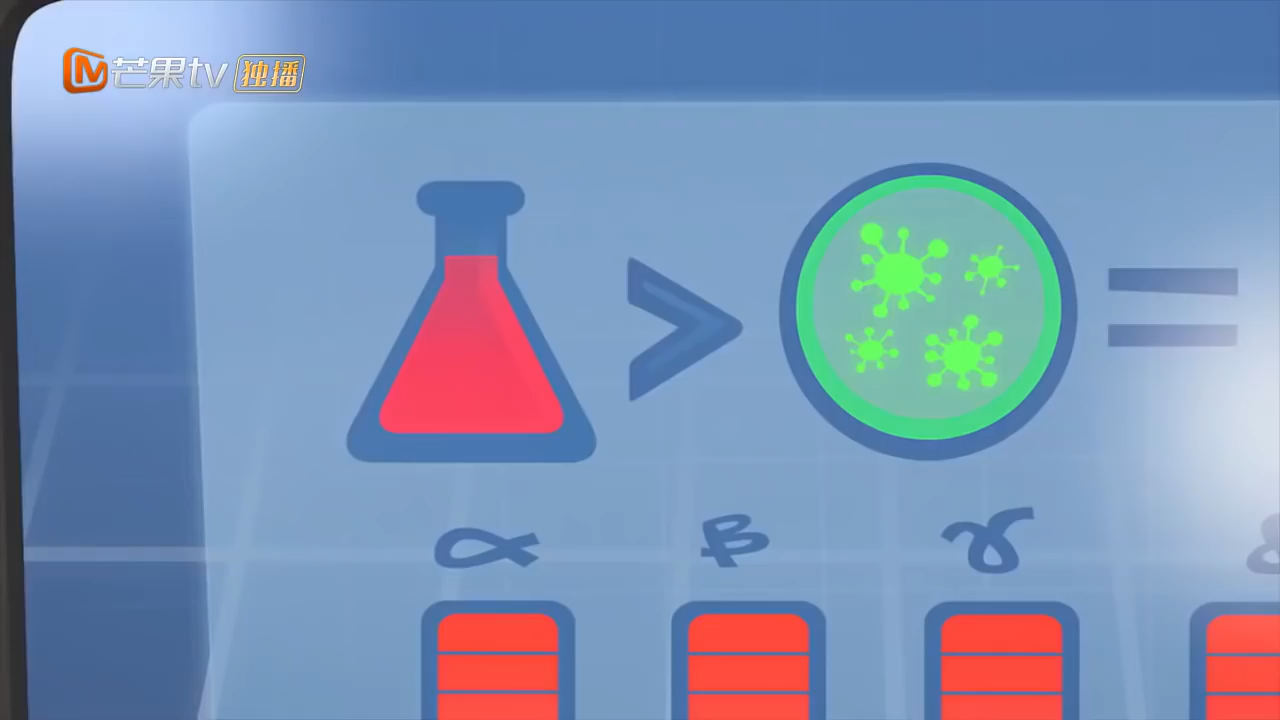 芒果tv 独播
> =
α β γ